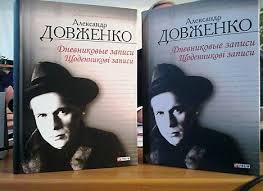 Александр
ДОВЖЕНКО
Дневниковые записи
Щоденникові записи
Александр
ДОВЖЕНКО
Дневниковые записи
Щоденникові записи